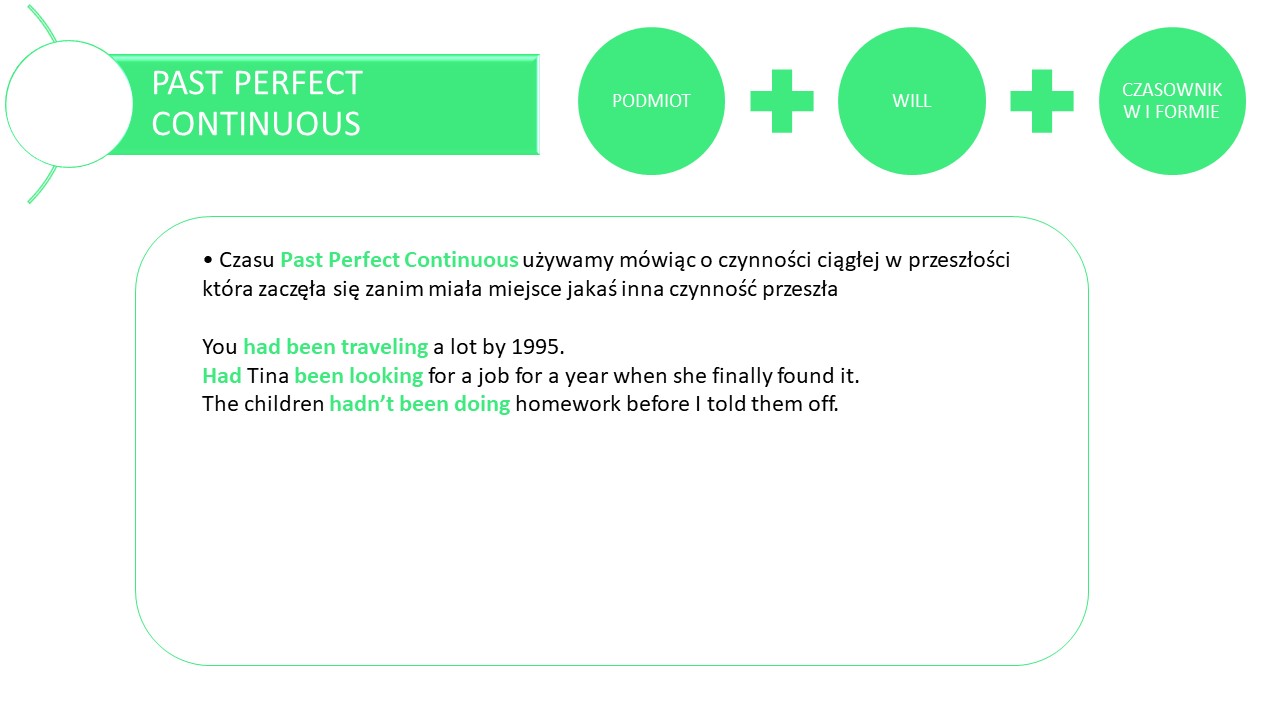 PAST PERFECT
CONTINUOUS
PODMIOT
WILL
CZASOWNIK
W I FORMIE
• Czasu Past Perfect Continuous używamy mówiąc o czynności ciągłej w przeszłości
która zaczęła się zanim miała miejsce jakaś inna czynność przeszła
You had been traveling a lot by 1995.
Had Tina been looking for a job for a year when she finally found it.
The children hadn’t been doing homework before I told them off.